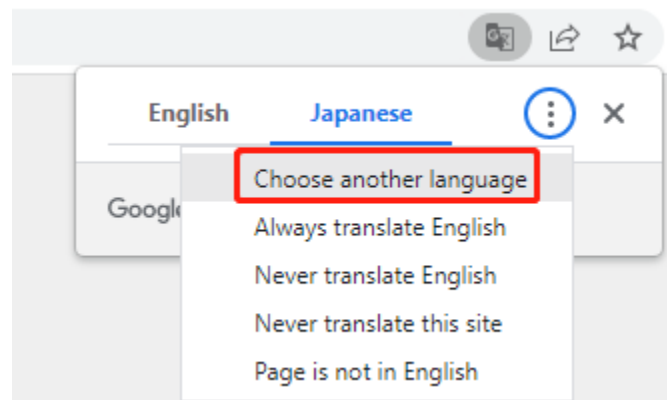 English Japanese
Choose another language
Google
Always translate English
Never translate English
Never translate this site
Page is not in English